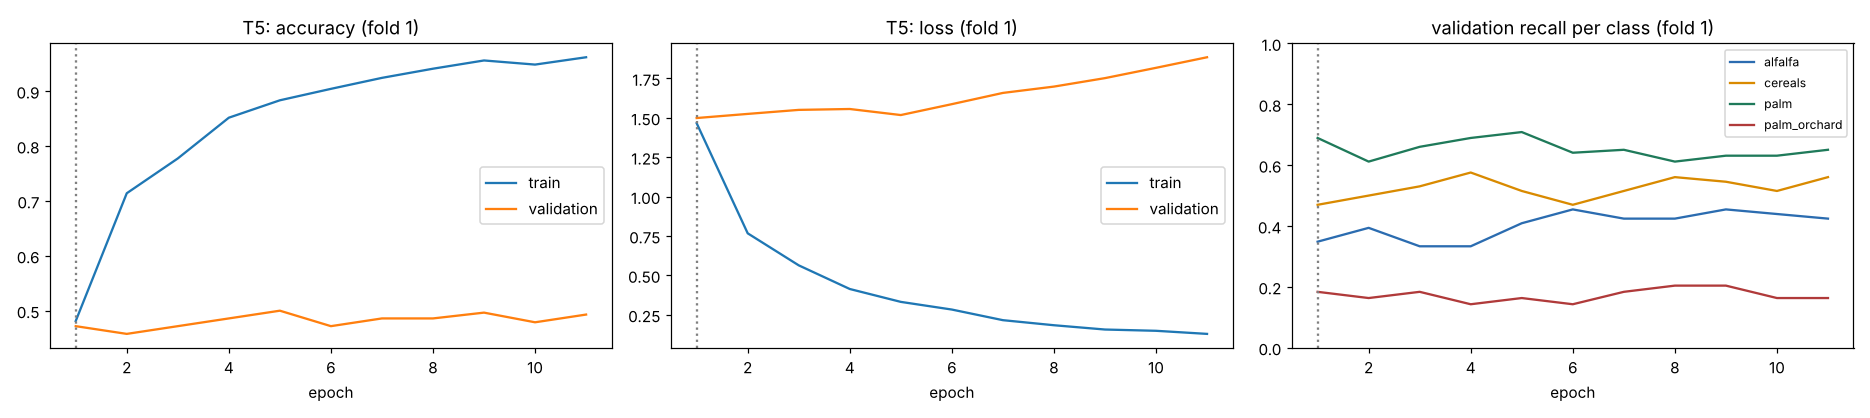 T5: accuracy (fold 1)
0.9
0.8
0.7
0.6
0.5
train
validation
2 4 6 8 10
epoch
T5: loss (fold 1)
1.75
1.50
1.25
1.00
0.75
0.50
0.25
train
validation
2 4 6 8 10
epoch
validation recall per class (fold 1)
1.0
0.8
0.6
0.4
0.2
0.0
alfalfa
cereals
palm
palm_orchard
2 4 6 8 10
epoch